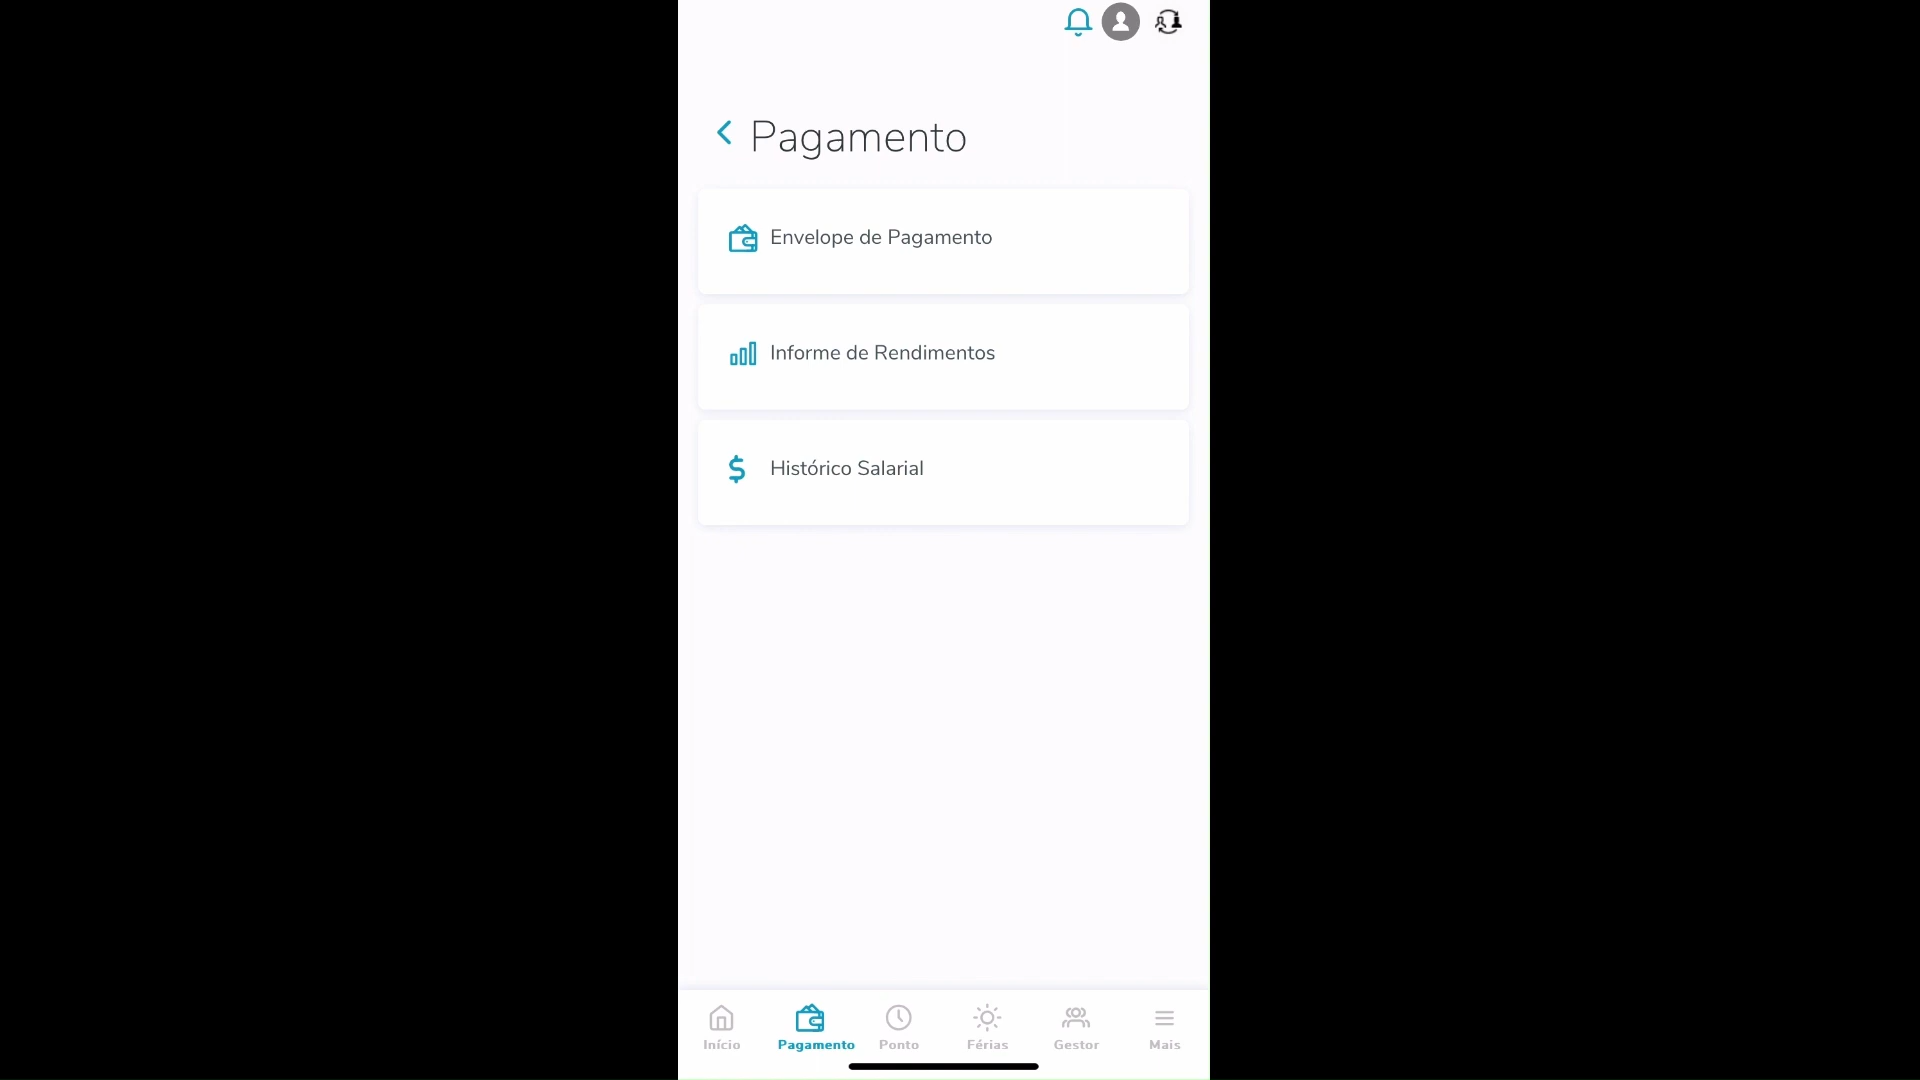 Pagamento
Envelope de Pagamento
Informe de Rendimentos
Histórico Salarial
Início Pagamento Ponto Férias Gestor Mais